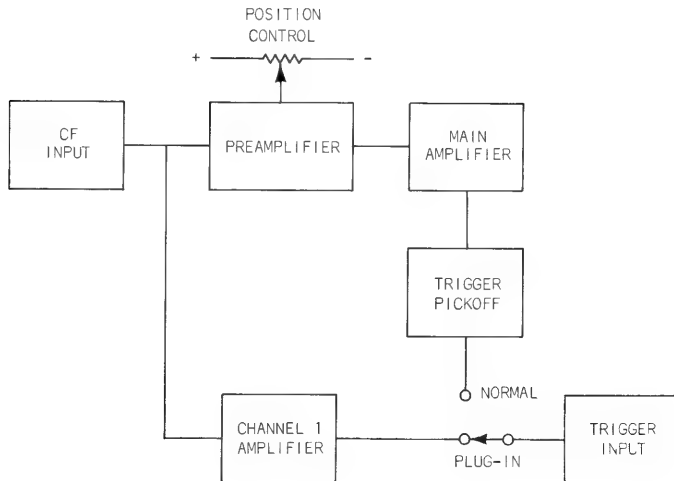 POSITION
CONTROL
+
-
CF
INPUT
PREAMPLIFIER
MAIN
AMPLIFIER
TRIGGER
PICKOFF
NORMAL
CHANNEL 1
AMPLIFIER
PLUG-IN
TRIGGER
INPUT